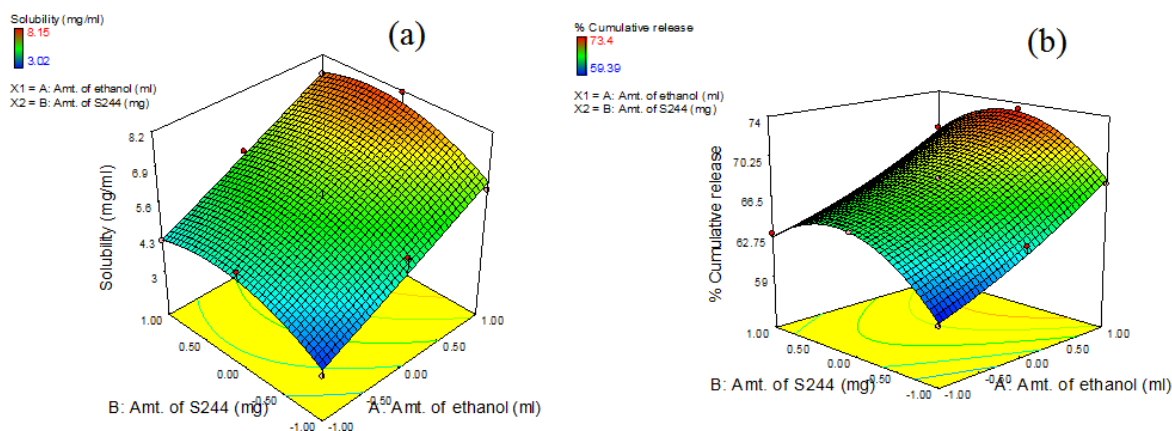 Solubility (mg/ml)
8.15
3.02
X1 = A: Amt. of ethanol (ml)
X2 = B: Amt. of S244 (mg)
(a)
8.2
6.9
5.6
4.3
3
Solubility (mg/ml)
1.00
0.50
0.00
-0.50
-1.00
-1.00
-0.50
0.00
0.50
1.00
B: Amt. of S244 (mg)
A: Amt. of ethanol (ml)
% Cumulative release
73.4
59.39
X1 = A: Amt. of ethanol (ml)
X2 = B: Amt. of S244 (mg)
(b)
74
70.25
66.5
62.75
59
% Cumulative release
1.00
0.50
0.00
-0.50
-1.00
-1.00
-0.50
0.00
0.50
1.00
B: Amt. of S244 (mg)
A: Amt. of ethanol (ml)